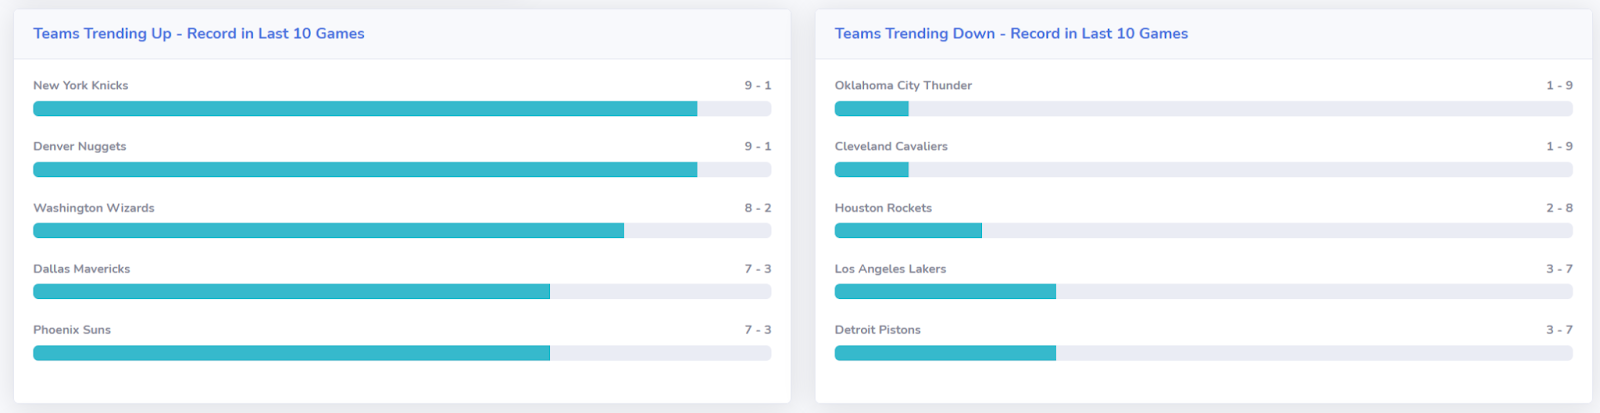 Teams Trending Up - Record in Last 10 Games
New York Knicks 9 - 1
Denver Nuggets 9 - 1
Washington Wizards 8 - 2
Dallas Mavericks 7 - 3
Phoenix Suns 7 - 3
Teams Trending Down - Record in Last 10 Games
Oklahoma City Thunder 1 - 9
Cleveland Cavaliers 1 - 9
Houston Rockets 2 - 8
Los Angeles Lakers 3 - 7
Detroit Pistons 3 - 7